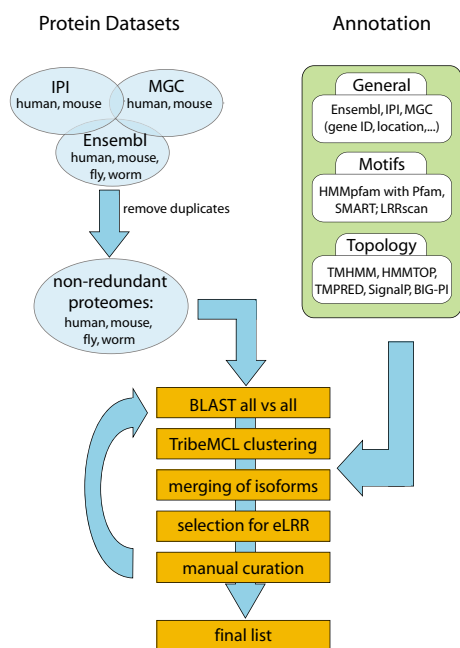 Protein Datasets
IPI
human, mouse
MGC
human, mouse
Ensembl
human, mouse,
fly, worm
remove duplicates
non-redundant
proteomes:
human, mouse,
fly, worm
Annotation
General
Ensembl, IPI, MGC
(gene ID, location,...)
Motifs
HMMpfam with Pfam,
SMART; LRRscan
Topology
TMHMM, HMMTOP,
TMPRED, SignalP, BIG-PI
BLAST all vs all
TribeMCL clustering
merging of isoforms
selection for eLRR
manual curation
final list